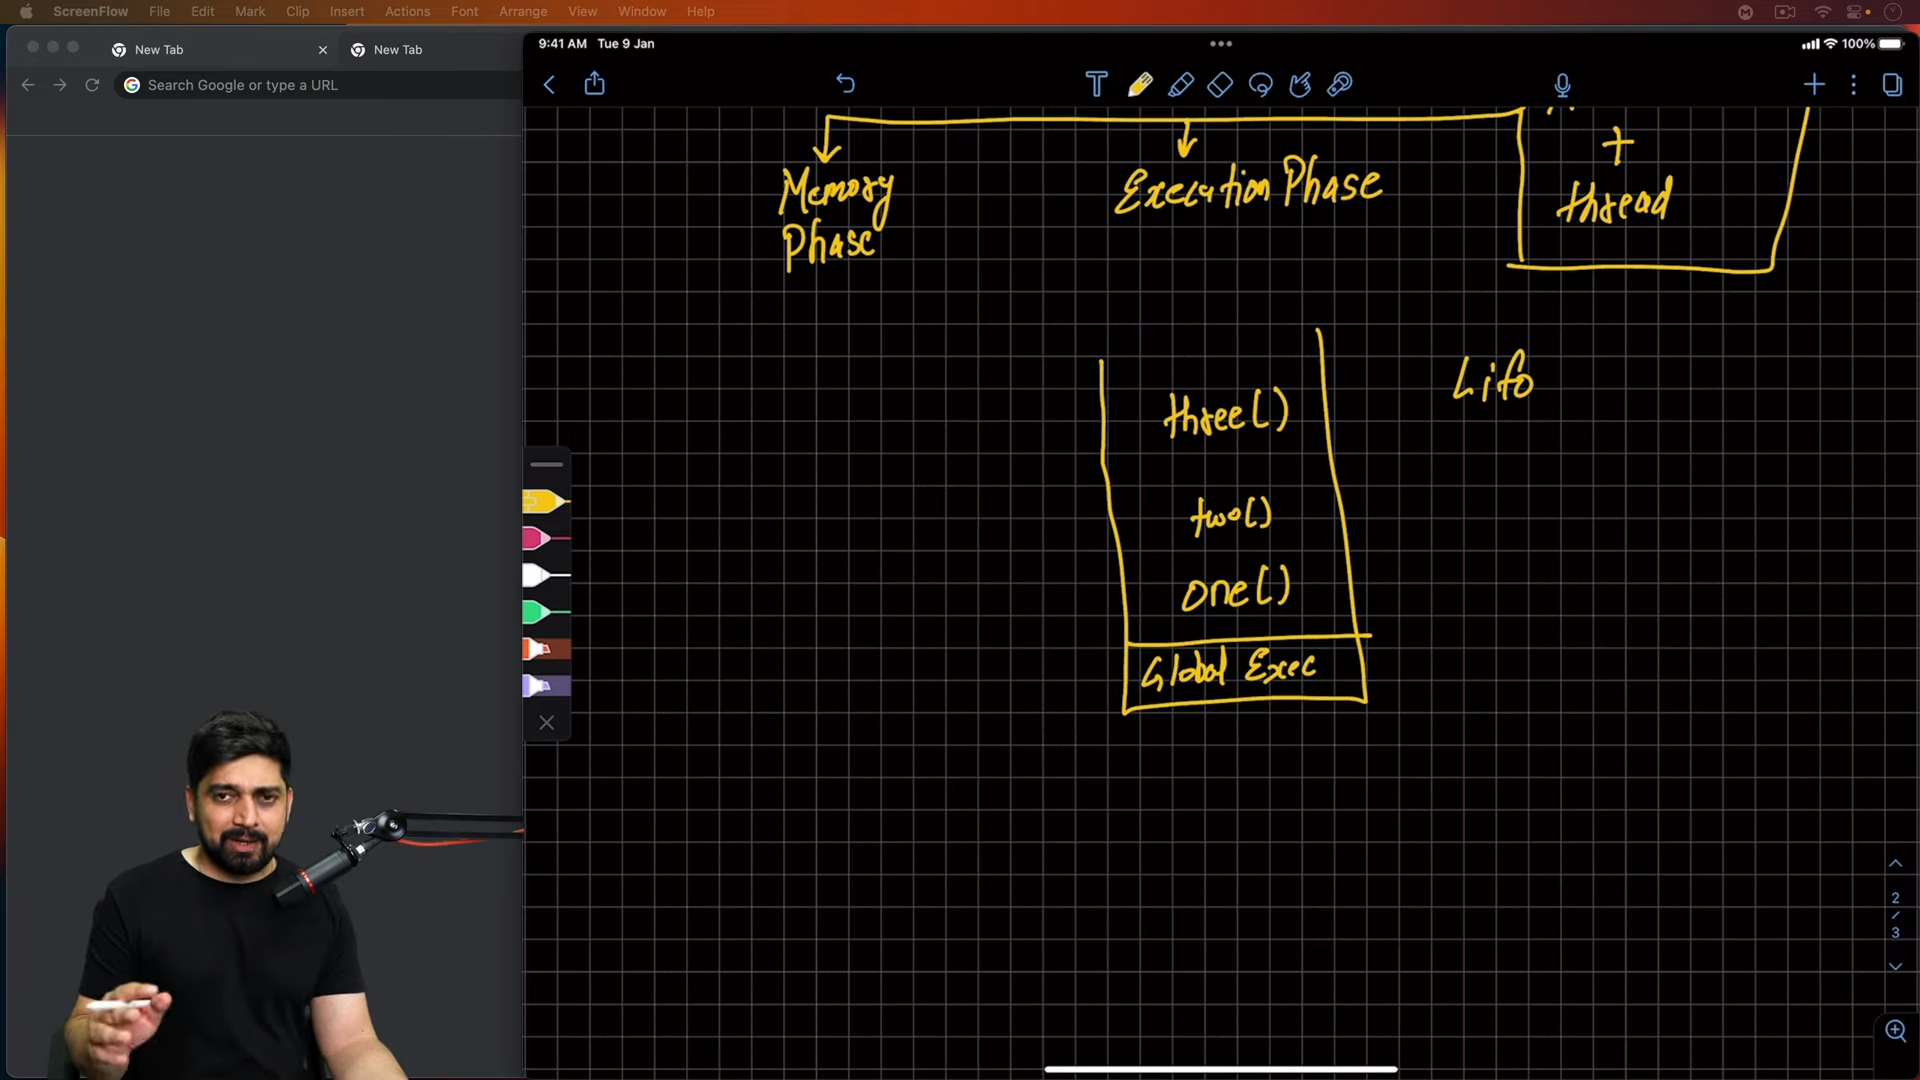 ScreenFlow File Edit Mark Clip Insert Actions Font Arrange View Window Help
New Tab
New Tab
Search Google or type a URL
9:41 AM Tue 9 Jan
100%
+
thread
Memory
Phase
Execution Phase
Lifo
three()
two()
one()
Global Exec
2
/
3